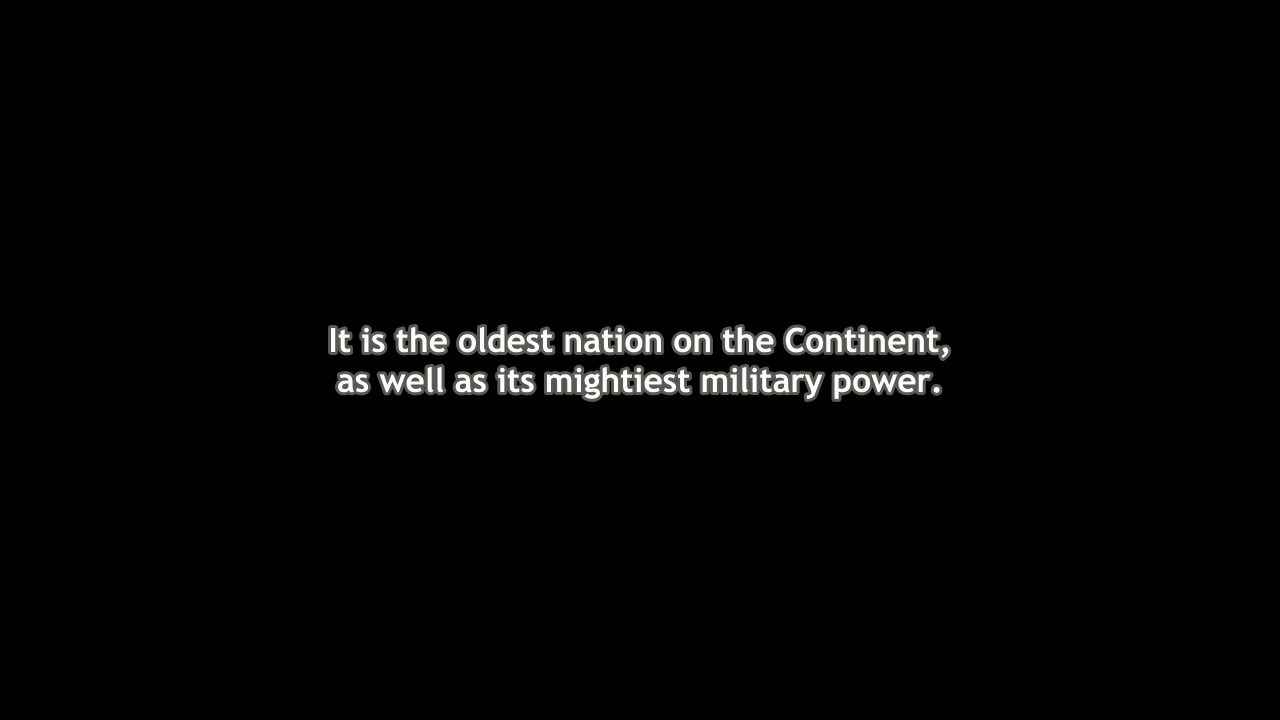 It is the oldest nation on the Continent,
as well as its mightiest military power.